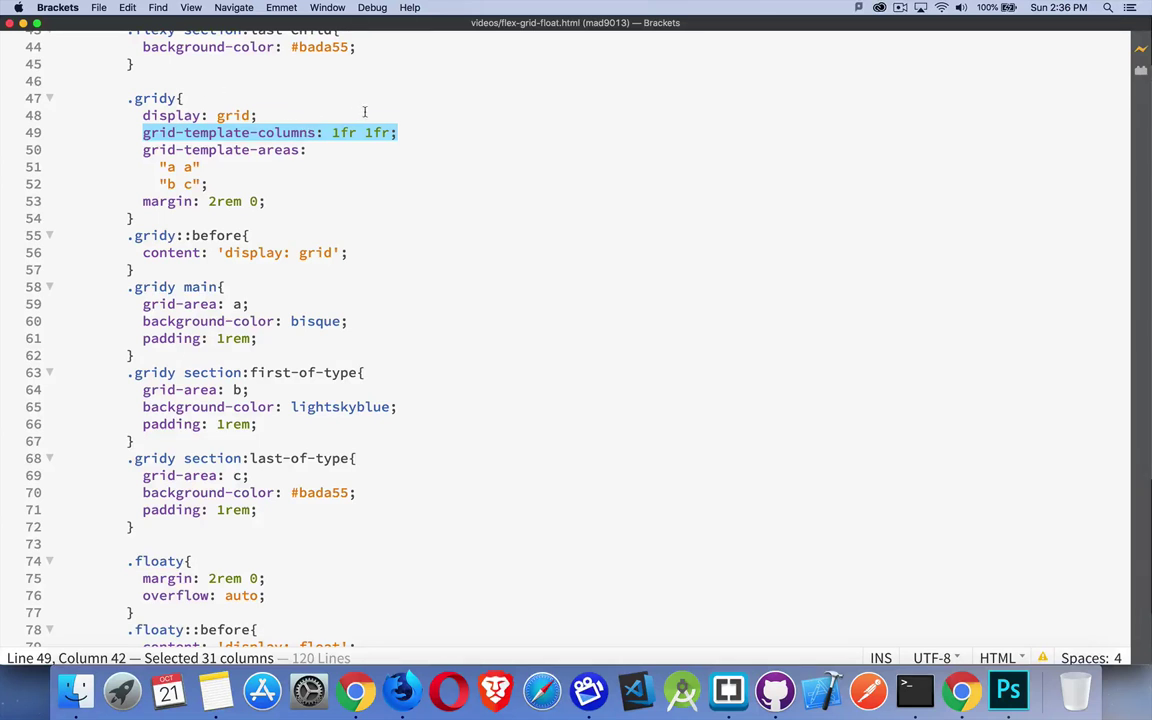 Brackets File Edit Find View Navigate Emmet Window Debug Help 100% Sun 2:36 PM
videos/flex-grid-float.html (mad9013) — Brackets
44 background-color: #bada55;
45 }
46
47 .gridy{
48 display: grid;
49 grid-template-columns: 1fr 1fr;
50 grid-template-areas:
51 "a a"
52 "b c";
53 margin: 2rem 0;
54 }
55 .gridy::before{
56 content: 'display: grid';
57 }
58 .gridy main{
59 grid-area: a;
60 background-color: bisque;
61 padding: 1rem;
62 }
63 .gridy section:first-of-type{
64 grid-area: b;
65 background-color: lightskyblue;
66 padding: 1rem;
67 }
68 .gridy section:last-of-type{
69 grid-area: c;
70 background-color: #bada55;
71 padding: 1rem;
72 }
73
74 .floaty{
75 margin: 2rem 0;
76 overflow: auto;
77 }
78 .floaty::before{
79 content: 'display: float';
Line 49, Column 42 — Selected 31 columns — 120 Lines INS UTF-8 HTML Spaces: 4
OCT
21
Ps